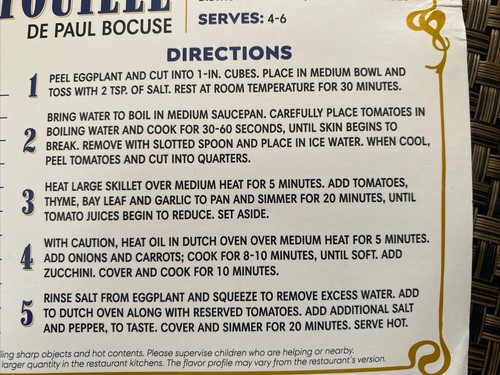 DE PAUL BOCUSE
SERVES: 4-6
DIRECTIONS
1 PEEL EGGPLANT AND CUT INTO 1-IN. CUBES. PLACE IN MEDIUM BOWL AND
TOSS WITH 2 TSP. OF SALT. REST AT ROOM TEMPERATURE FOR 30 MINUTES.
2 BRING WATER TO BOIL IN MEDIUM SAUCEPAN. CAREFULLY PLACE TOMATOES IN
BOILING WATER AND COOK FOR 30-60 SECONDS, UNTIL SKIN BEGINS TO
BREAK. REMOVE WITH SLOTTED SPOON AND PLACE IN ICE WATER. WHEN COOL,
PEEL TOMATOES AND CUT INTO QUARTERS.
3 HEAT LARGE SKILLET OVER MEDIUM HEAT FOR 5 MINUTES. ADD TOMATOES,
THYME, BAY LEAF AND GARLIC TO PAN AND SIMMER FOR 20 MINUTES, UNTIL
TOMATO JUICES BEGIN TO REDUCE. SET ASIDE.
4 WITH CAUTION, HEAT OIL IN DUTCH OVEN OVER MEDIUM HEAT FOR 5 MINUTES.
ADD ONIONS AND CARROTS; COOK FOR 8-10 MINUTES, UNTIL SOFT. ADD
ZUCCHINI. COVER AND COOK FOR 10 MINUTES.
5 RINSE SALT FROM EGGPLANT AND SQUEEZE TO REMOVE EXCESS WATER. ADD
TO DUTCH OVEN ALONG WITH RESERVED TOMATOES. ADD ADDITIONAL SALT
AND PEPPER, TO TASTE. COVER AND SIMMER FOR 20 MINUTES. SERVE HOT.
ling sharp objects and hot contents. Please supervise children who are helping or nearby.
larger quantity in the restaurant kitchens. The flavor profile may vary from the restaurant's version.